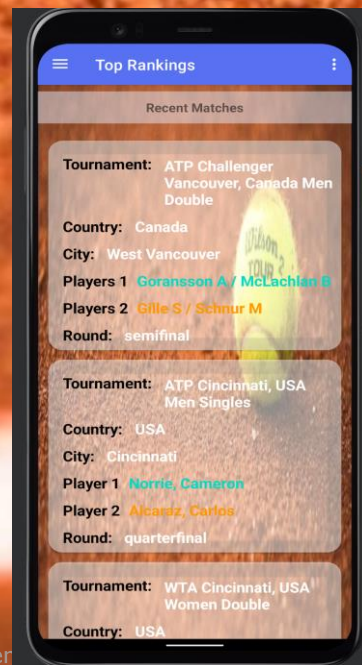 Top Rankings
Recent Matches
Tournament: ATP Challenger
Vancouver, Canada Men
Double
Country: Canada
City: West Vancouver
Players 1 Goransson A / McLachlan B
Players 2 Gille S / Schnur M
Round: semifinal
Tournament: ATP Cincinnati, USA
Men Singles
Country: USA
City: Cincinnati
Player 1 Norrie, Cameron
Player 2 Alcaraz, Carlos
Round: quarterfinal
Tournament: WTA Cincinnati, USA
Women Double
Country: USA